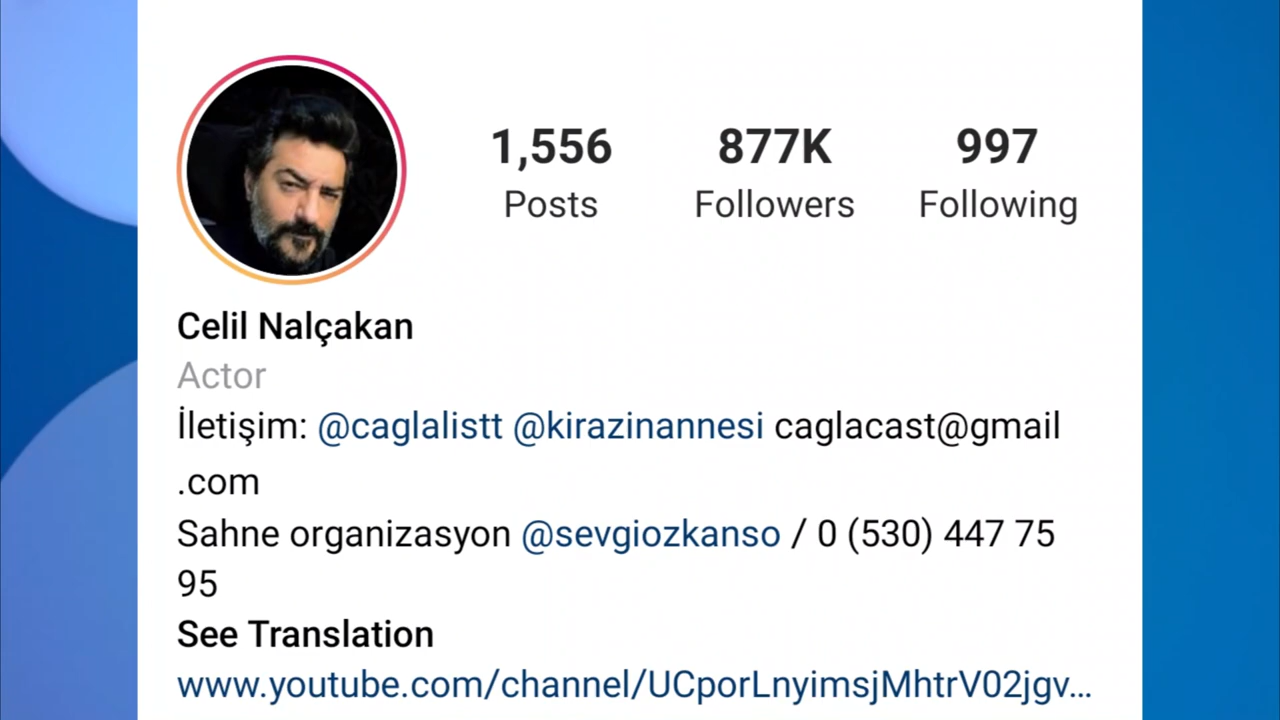 1,556 877K 997
Posts Followers Following
Celil Nalçakan
Actor
İletişim: @caglalistt @kirazinannesi caglacast@gmail
.com
Sahne organizasyon @sevgiozkanso / 0 (530) 447 75
95
See Translation
www.youtube.com/channel/UCporLnyimsjMhtrV02jgv...